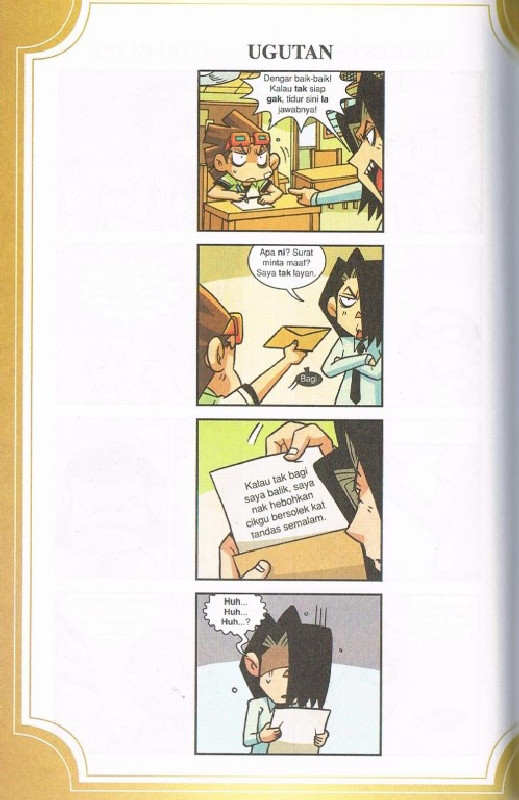 UGUTAN
Dengar baik-baik!
Kalau tak siap
gak, tidur sini la
jawabnya!
Apa ni? Surat
minta maaf?
Saya tak layan.
Bagi
Kalau tak bagi
saya balik, saya
nak hebohkan
cikgu bersolek kat
tandas semalam.
Huh...
Huh...
Huh...?